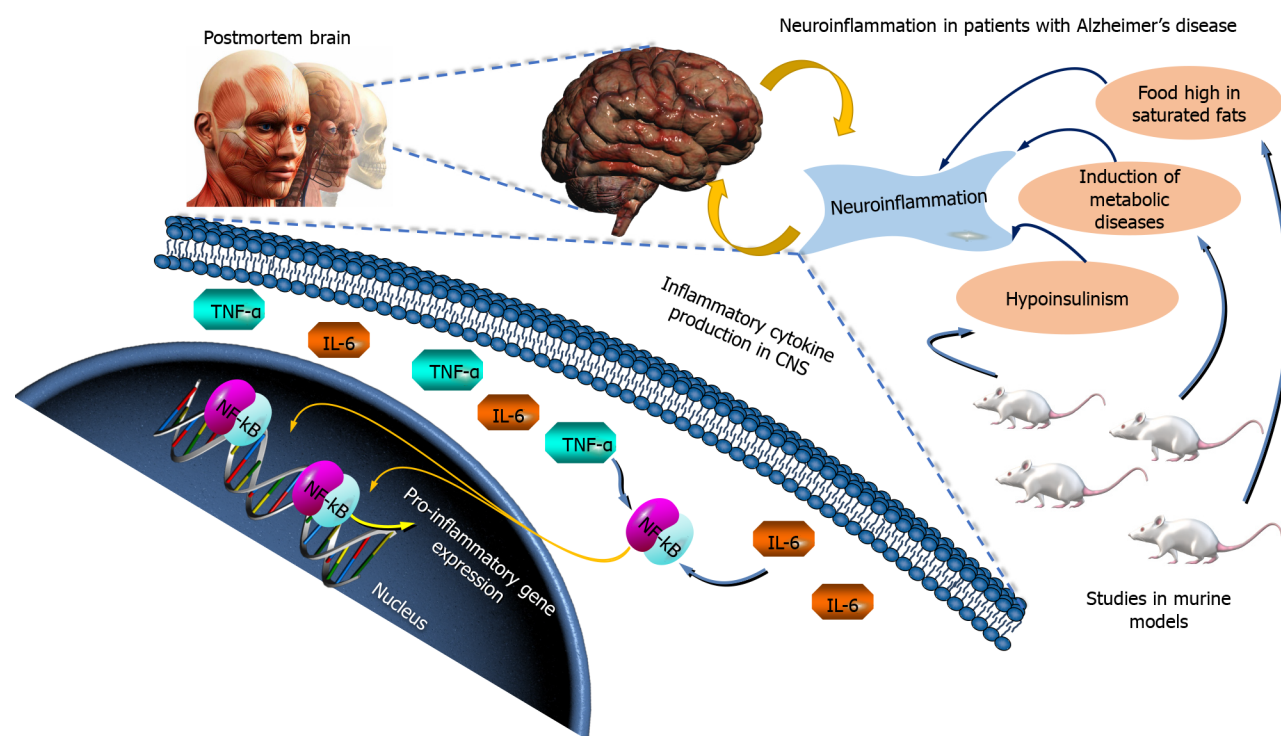 Postmortem brain
Neuroinflammation in patients with Alzheimer's disease
Food high in
saturated fats
Induction of
metabolic
diseases
Neuroinflammation
Hypoinsulinism
Inflammatory cytokine
production in CNS
TNF-α
IL-6
TNF-α
IL-6
TNF-α
NF-kB
NF-kB
NF-kB
IL-6
IL-6
Pro-inflammatory gene
expression
Nucleus
Studies in murine
models